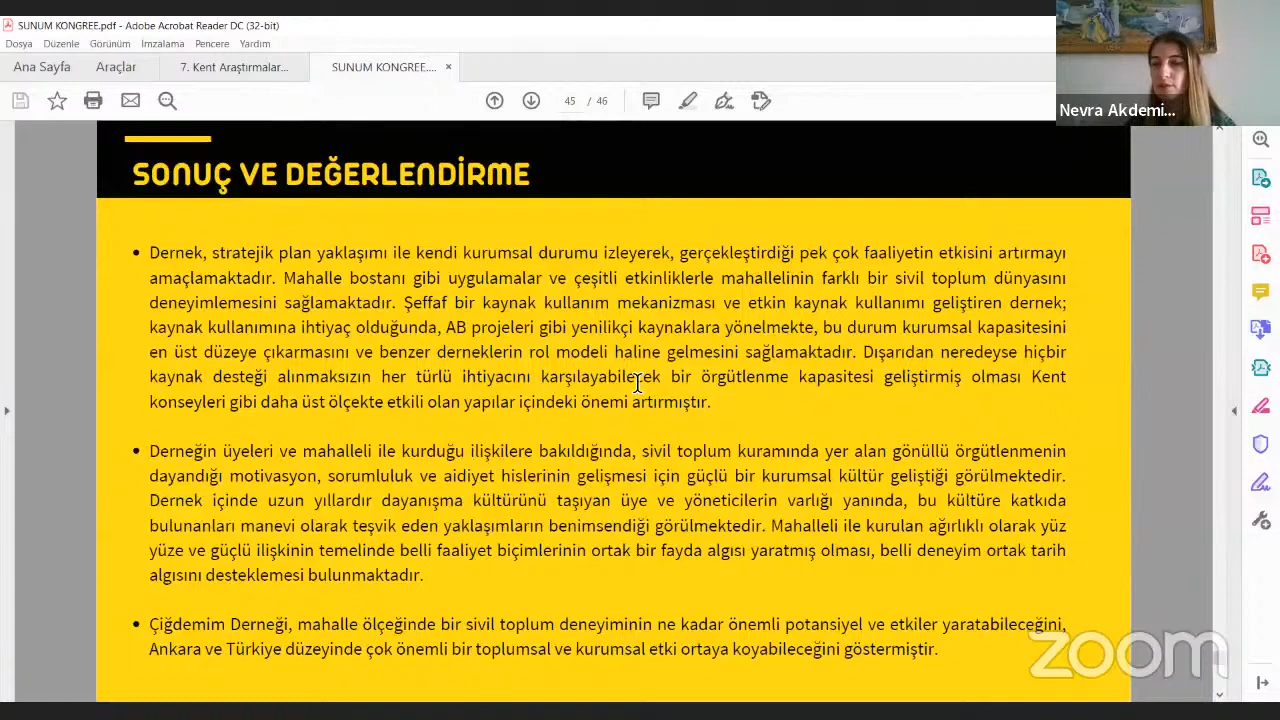 SUNUM KONGREE.pdf - Adobe Acrobat Reader DC (32-bit)
Dosya Düzenle Görünüm İmzalama Pencere Yardım
Ana Sayfa Araçlar 7. Kent Araştırmalar... SUNUM KONGREE.... ×
45 / 46
Nevra Akdemi...
SONUÇ VE DEĞERLENDİRME
• Dernek, stratejik plan yaklaşımı ile kendi kurumsal durumu izleyerek, gerçekleştirdiği pek çok faaliyetin etkisini artırmayı
amaçlamaktadır. Mahalle bostanı gibi uygulamalar ve çeşitli etkinliklerle mahallelinin farklı bir sivil toplum dünyasını
deneyimlemesini sağlamaktadır. Şeffaf bir kaynak kullanım mekanizması ve etkin kaynak kullanımı geliştiren dernek;
kaynak kullanımına ihtiyaç olduğunda, AB projeleri gibi yenilikçi kaynaklara yönelmekte, bu durum kurumsal kapasitesini
en üst düzeye çıkarmasını ve benzer derneklerin rol modeli haline gelmesini sağlamaktadır. Dışarıdan neredeyse hiçbir
kaynak desteği alınmaksızın her türlü ihtiyacını karşılayabilecek bir örgütlenme kapasitesi geliştirmiş olması Kent
konseyleri gibi daha üst ölçekte etkili olan yapılar içindeki önemi artırmıştır.
• Derneğin üyeleri ve mahalleli ile kurduğu ilişkilere bakıldığında, sivil toplum kuramında yer alan gönüllü örgütlenmenin
dayandığı motivasyon, sorumluluk ve aidiyet hislerinin gelişmesi için güçlü bir kurumsal kültür geliştiği görülmektedir.
Dernek içinde uzun yıllardır dayanışma kültürünü taşıyan üye ve yöneticilerin varlığı yanında, bu kültüre katkıda
bulunanları manevi olarak teşvik eden yaklaşımların benimsendiği görülmektedir. Mahalleli ile kurulan ağırlıklı olarak yüz
yüze ve güçlü ilişkinin temelinde belli faaliyet biçimlerinin ortak bir fayda algısı yaratmış olması, belli deneyim ortak tarih
algısını desteklemesi bulunmaktadır.
• Çiğdemim Derneği, mahalle ölçeğinde bir sivil toplum deneyiminin ne kadar önemli potansiyel ve etkiler yaratabileceğini,
Ankara ve Türkiye düzeyinde çok önemli bir toplumsal ve kurumsal etki ortaya koyabileceğini göstermiştir.
zoom